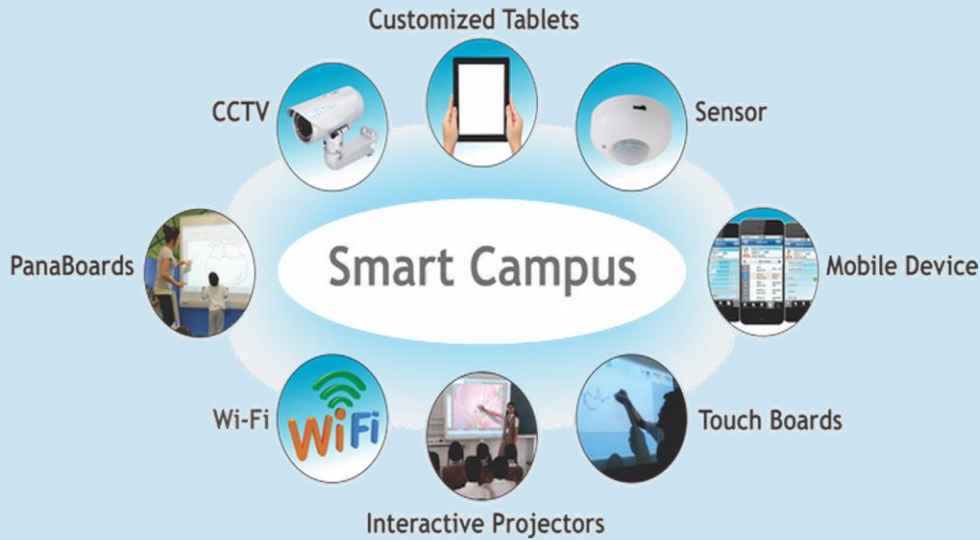 Customized Tablets
CCTV
Sensor
PanaBoards
Smart Campus
Mobile Device
Wi-Fi
WiFi
Touch Boards
Interactive Projectors